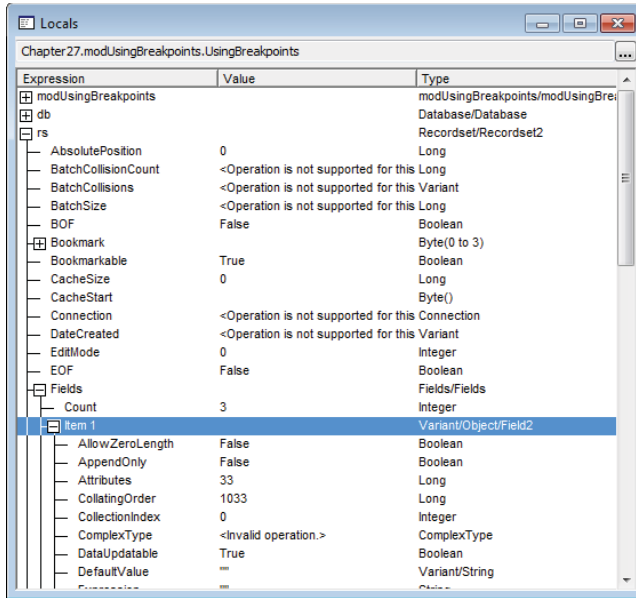 Locals
Chapter27.modUsingBreakpoints.UsingBreakpoints
...
Expression Value Type
modUsingBreakpoints modUsingBreakpoints/modUsingBrea
db Database/Database
rs Recordset/Recordset2
AbsolutePosition 0 Long
BatchCollisionCount <Operation is not supported for this Long
BatchCollisions <Operation is not supported for this Variant
BatchSize <Operation is not supported for this Long
BOF False Boolean
Bookmark Byte(0 to 3)
Bookmarkable True Boolean
CacheSize 0 Long
CacheStart Byte()
Connection <Operation is not supported for this Connection
DateCreated <Operation is not supported for this Variant
EditMode 0 Integer
EOF False Boolean
Fields Fields/Fields
Count 3 Integer
Item 1 Variant/Object/Field2
AllowZeroLength False Boolean
AppendOnly False Boolean
Attributes 33 Long
CollatingOrder 1033 Long
CollectionIndex 0 Integer
ComplexType <Invalid operation.> ComplexType
DataUpdatable True Boolean
DefaultValue "" Variant/String